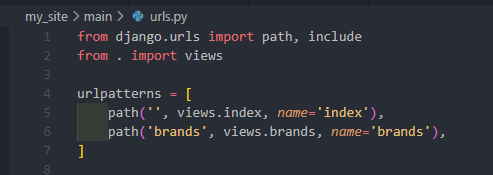 my_site > main > urls.py
1 from django.urls import path, include
2 from . import views
3
4 urlpatterns = [
5     path('', views.index, name='index'),
6     path('brands', views.brands, name='brands'),
7 ]
8